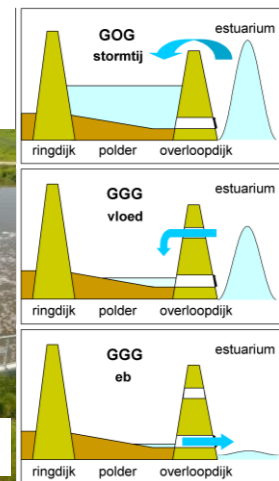 GOG
stormtij
estuarium
ringdijk polder overloopdijk
GGG
vloed
estuarium
ringdijk polder overloopdijk
GGG
eb
estuarium
ringdijk polder overloopdijk